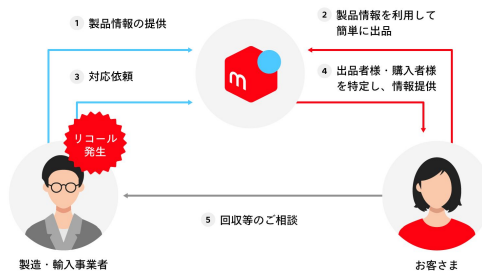 1 製品情報の提供
2 製品情報を利用して
簡単に出品
3 対応依頼
4 出品者様・購入者様
を特定し、情報提供
m
リコール
発生
5 回収等のご相談
製造・輸入事業者
お客さま